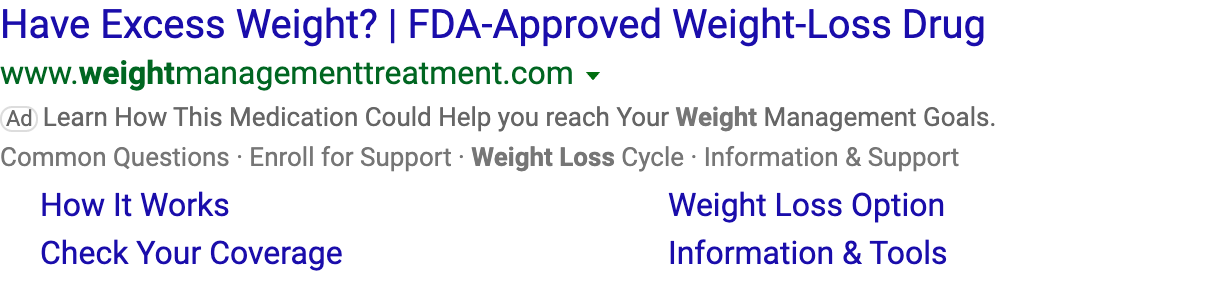 Have Excess Weight? | FDA-Approved Weight-Loss Drug
www.weightmanagementtreatment.com
Ad Learn How This Medication Could Help you reach Your Weight Management Goals.
Common Questions · Enroll for Support · Weight Loss Cycle · Information & Support
How It Works Weight Loss Option
Check Your Coverage Information & Tools